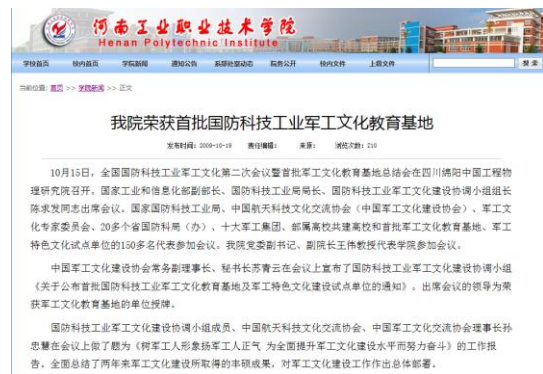 河南工业职业技术学院
Henan Polytechnic Institute
学校首页 校内首页 学院新闻 通知公告 系部处室动态 院务公开 校内文件 上级文件 搜索
当前位置: 首页 >> 学院新闻 >> 正文
我院荣获首批国防科技工业军工文化教育基地
发布时间: 2009-10-19 责任编辑: 来源: 浏览次数: 210
10月15日，全国国防科技工业军工文化第二次会议暨首批军工文化教育基地总结会在四川绵阳中国工程物
理研究院召开。国家工业和信息化部副部长、国防科技工业局局长、国防科技工业军工文化建设协调小组组长
陈求发同志出席会议。国家国防科技工业局、中国航天科技文化交流协会（中国军工文化建设协会）、军工文
化专家委员会、20多个省国防科局（办）、十大军工集团、部属高校共建高校和首批军工文化教育基地、军工
特色文化试点单位的150多名代表参加会议。我院党委副书记、副院长王伟教授代表学院参加会议。
中国军工文化建设协会常务副理事长、秘书长苏青云在会议上宣布了国防科技工业军工文化建设协调小组
《关于公布首批国防科技工业军工文化教育基地及军工特色文化建设试点单位的通知》。出席会议的领导为荣
获军工文化教育基地的单位授牌。
国防科技工业军工文化建设协调小组成员、中国航天科技文化交流协会、中国军工文化交流协会理事长孙
忠慧在会议上做了题为《树军工人形象扬军工人正气 为全面提升军工文化建设水平而努力奋斗》的工作报
告，全面总结了两年来军工文化建设所取得的丰硕成果，对军工文化建设工作作出总体部署。